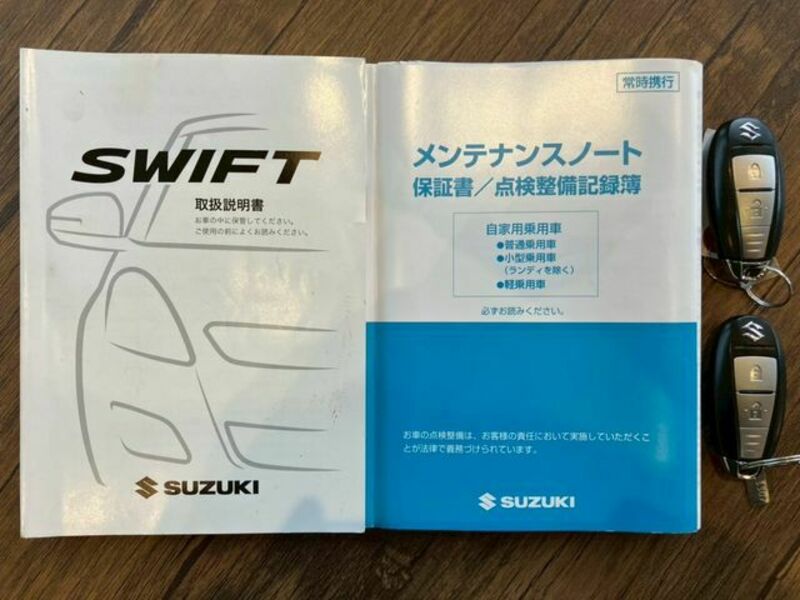 SWIFT
取扱説明書
お車の中に保管してください。
ご使用の前によくお読みください。
SUZUKI
常時携行
メンテナンスノート
保証書／点検整備記録簿
自家用乗用車
●普通乗用車
●小型乗用車
（ランディを除く）
●軽乗用車
必ずお読みください。
お車の点検整備は、お客様の責任において実施していただくこ
とが法律で義務づけられています。
SUZUKI